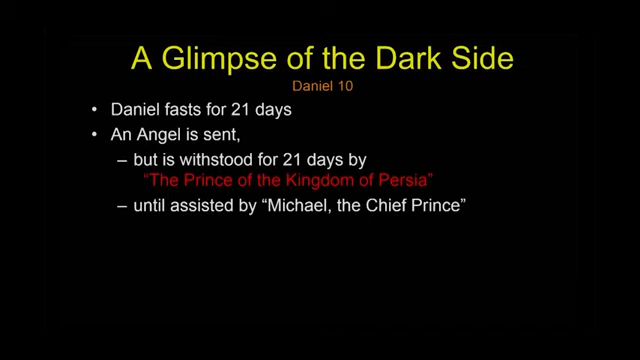 A Glimpse of the Dark Side
Daniel 10
• Daniel fasts for 21 days
• An Angel is sent,
– but is withstood for 21 days by
“The Prince of the Kingdom of Persia”
– until assisted by “Michael, the Chief Prince”